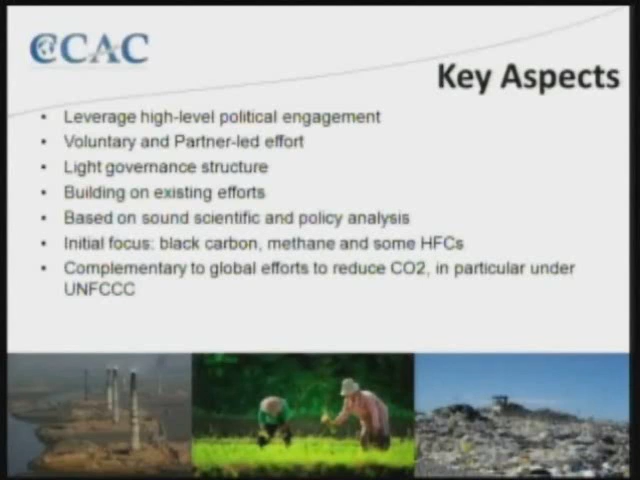 CCAC
Key Aspects
• Leverage high-level political engagement
• Voluntary and Partner-led effort
• Light governance structure
• Building on existing efforts
• Based on sound scientific and policy analysis
• Initial focus: black carbon, methane and some HFCs
• Complementary to global efforts to reduce CO2, in particular under
UNFCCC